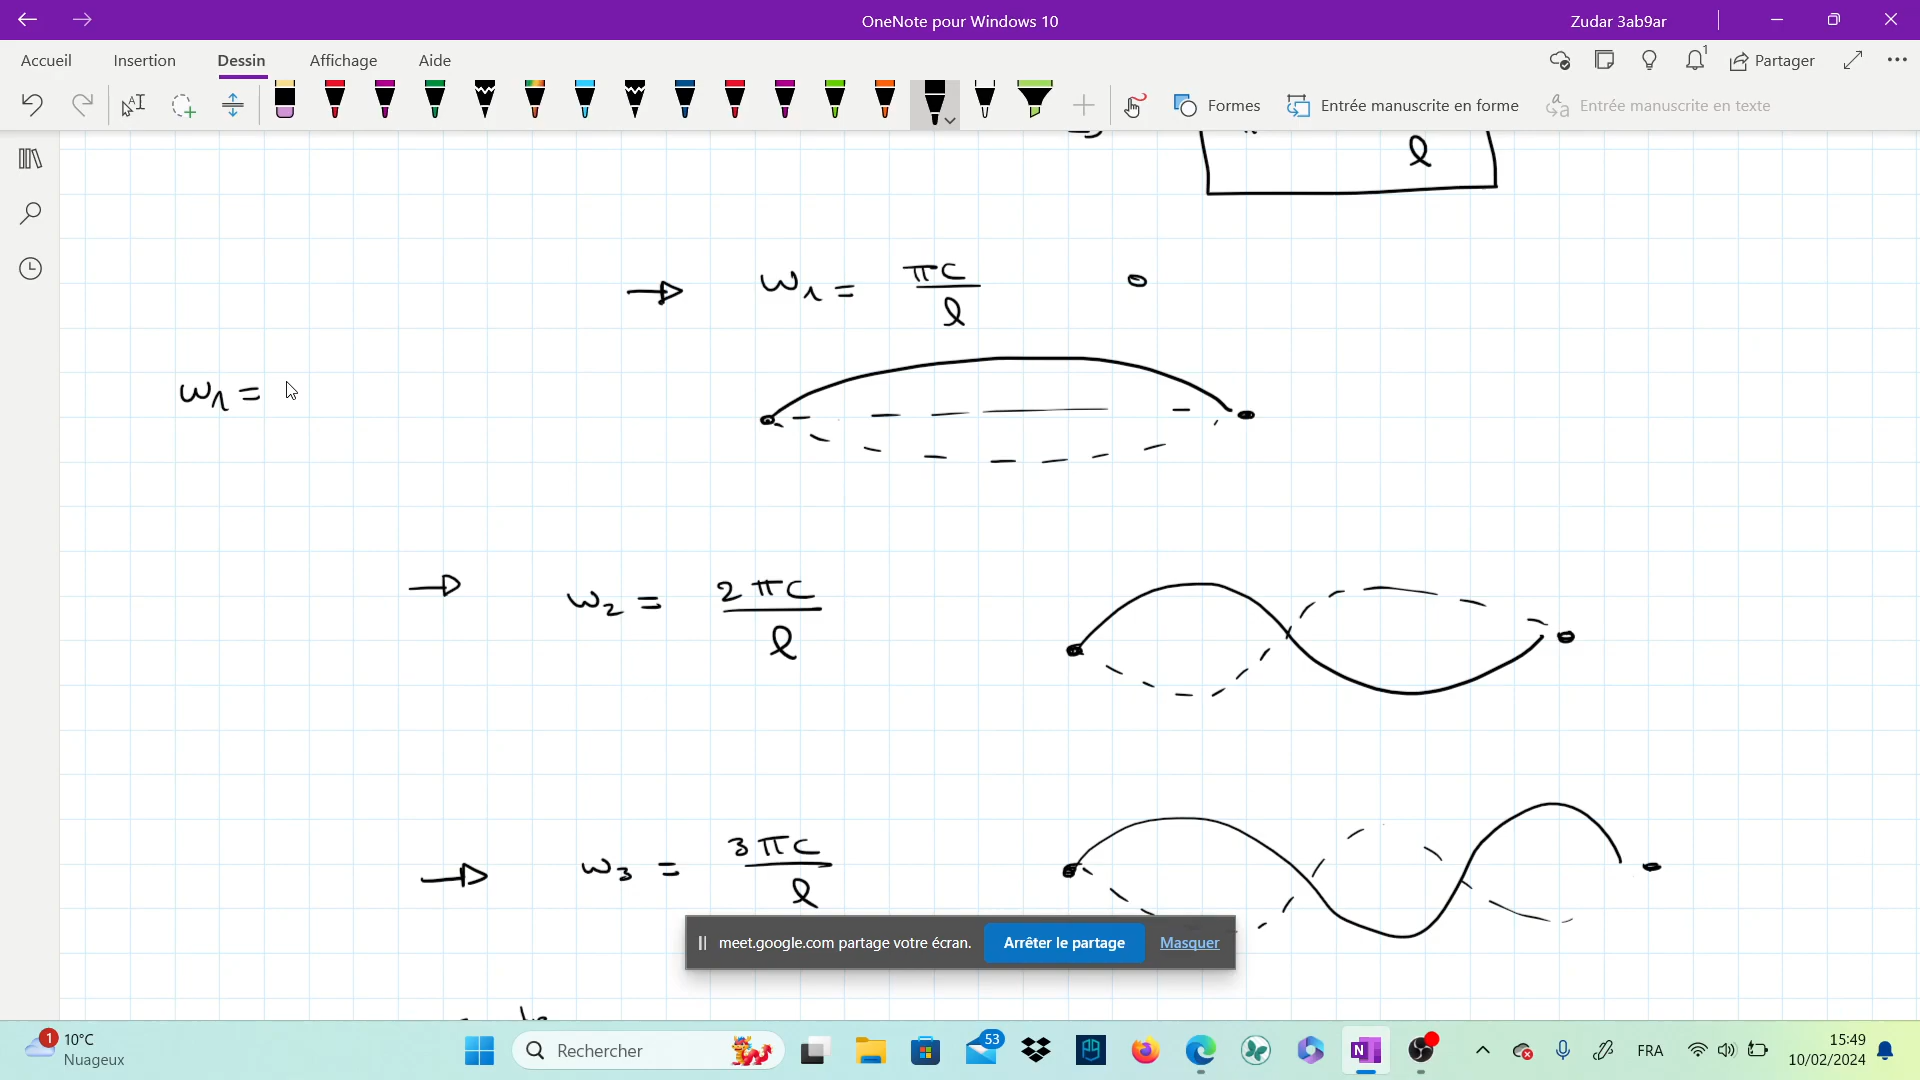 OneNote pour Windows 10
Zudar 3ab9ar
Accueil Insertion Dessin Affichage Aide
1
Partager
Formes
Entrée manuscrite en forme
Entrée manuscrite en texte
l
ω₁ = πc / l
ω₁ =
ω₂ = 2πc / l
ω₃ = 3πc / l
meet.google.com partage votre écran.
Arrêter le partage
Masquer
1
10°C
Nuageux
Rechercher
53
FRA
15:49
10/02/2024